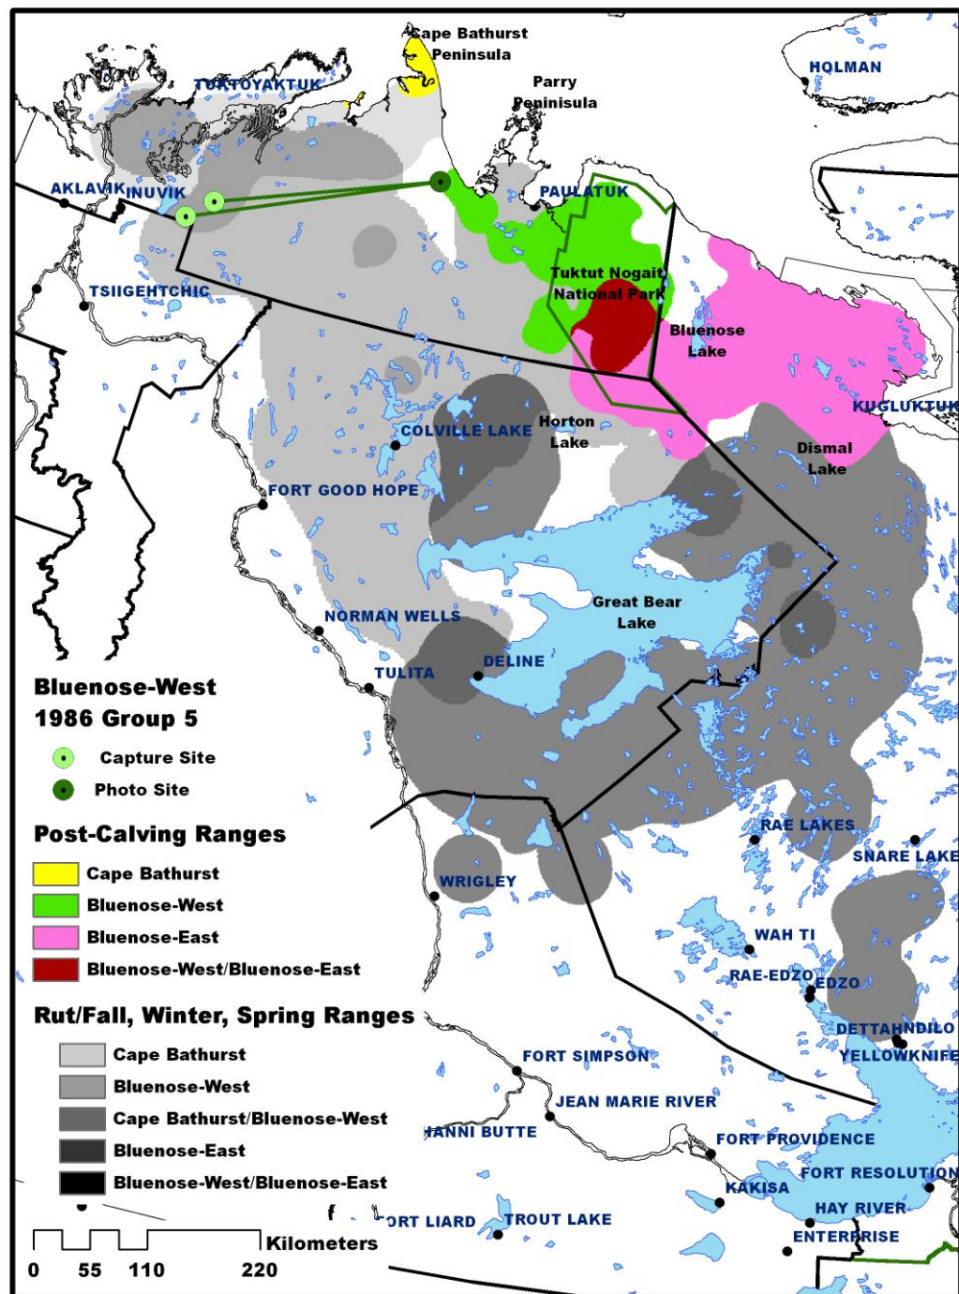 Cape Bathurst
Peninsula
HOLMAN
TUKTOYAKTUK
Parry
Peninisula
AKLAVIK
INUVIK
PAULATUK
TSIIGEHTCHIC
Tuktut Nogait
National Park
Bluenose
Lake
KUGLUKTUK
Horton
Lake
COLVILLE LAKE
Dismal
Lake
FORT GOOD HOPE
Great Bear
Lake
NORMAN WELLS
DELINE
TULITA
Bluenose-West
1986 Group 5
Capture Site
Photo Site
Post-Calving Ranges
Cape Bathurst
Bluenose-West
Bluenose-East
Bluenose-West/Bluenose-East
RAE LAKES
SNARE LAKE
WRIGLEY
WAH TI
RAE-EDZO
EDZO
DETTAH
NDILO
YELLOWKNIFE
Rut/Fall, Winter, Spring Ranges
Cape Bathurst
Bluenose-West
Cape Bathurst/Bluenose-West
Bluenose-East
Bluenose-West/Bluenose-East
FORT SIMPSON
JEAN MARIE RIVER
HANNI BUTTE
FORT PROVIDENCE
FORT RESOLUTION
KAKISA
HAY RIVER
ORT LIARD
TROUT LAKE
ENTERPRISE
Kilometers
0 55 110 220